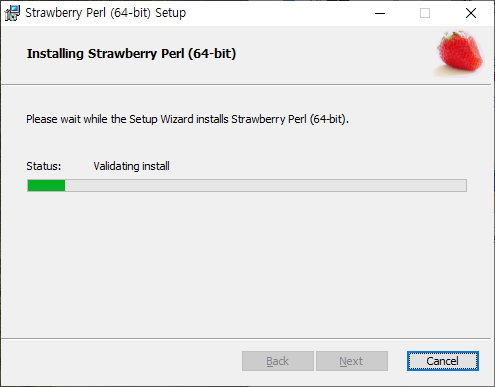 Strawberry Perl (64-bit) Setup
Installing Strawberry Perl (64-bit)
Please wait while the Setup Wizard installs Strawberry Perl (64-bit).
Status: Validating install
Back Next Cancel